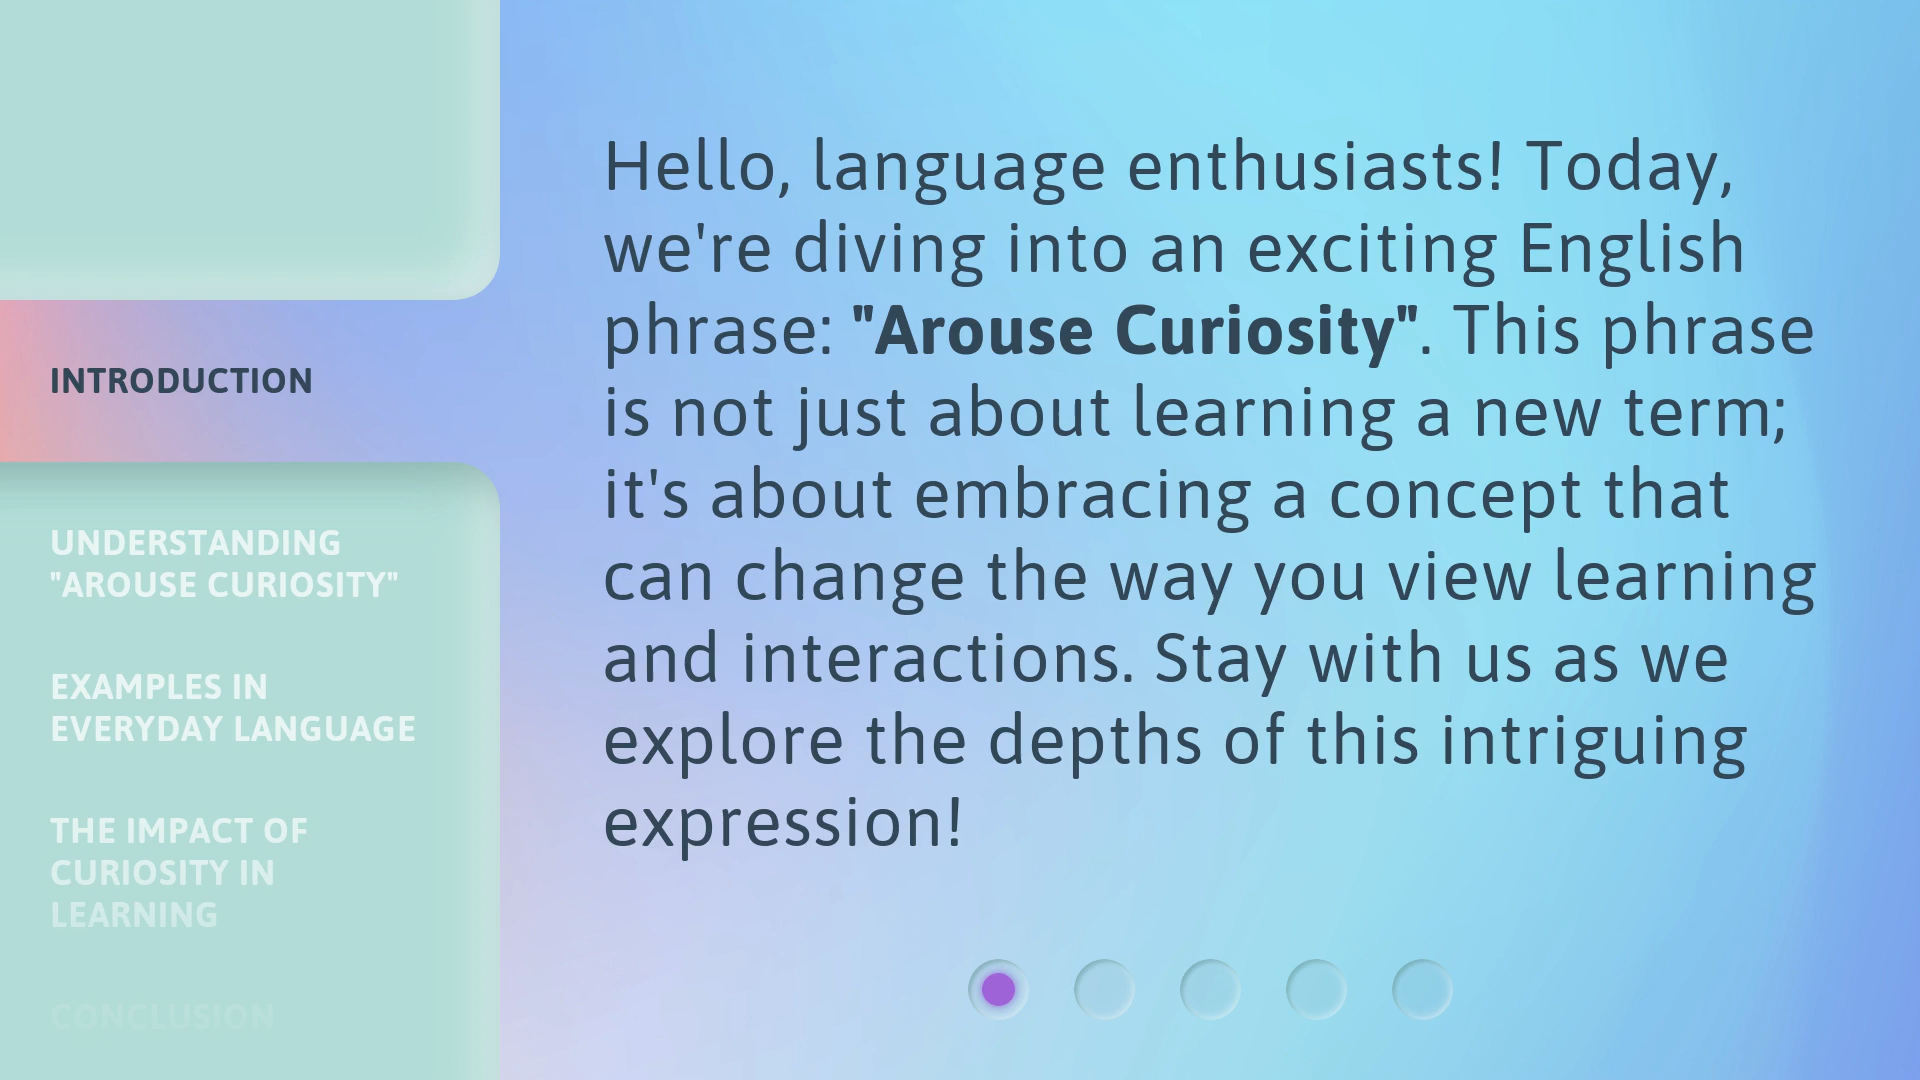 INTRODUCTION
UNDERSTANDING
"AROUSE CURIOSITY"
EXAMPLES IN
EVERYDAY LANGUAGE
THE IMPACT OF
CURIOSITY IN
LEARNING
CONCLUSION
Hello, language enthusiasts! Today,
we're diving into an exciting English
phrase: "Arouse Curiosity". This phrase
is not just about learning a new term;
it's about embracing a concept that
can change the way you view learning
and interactions. Stay with us as we
explore the depths of this intriguing
expression!